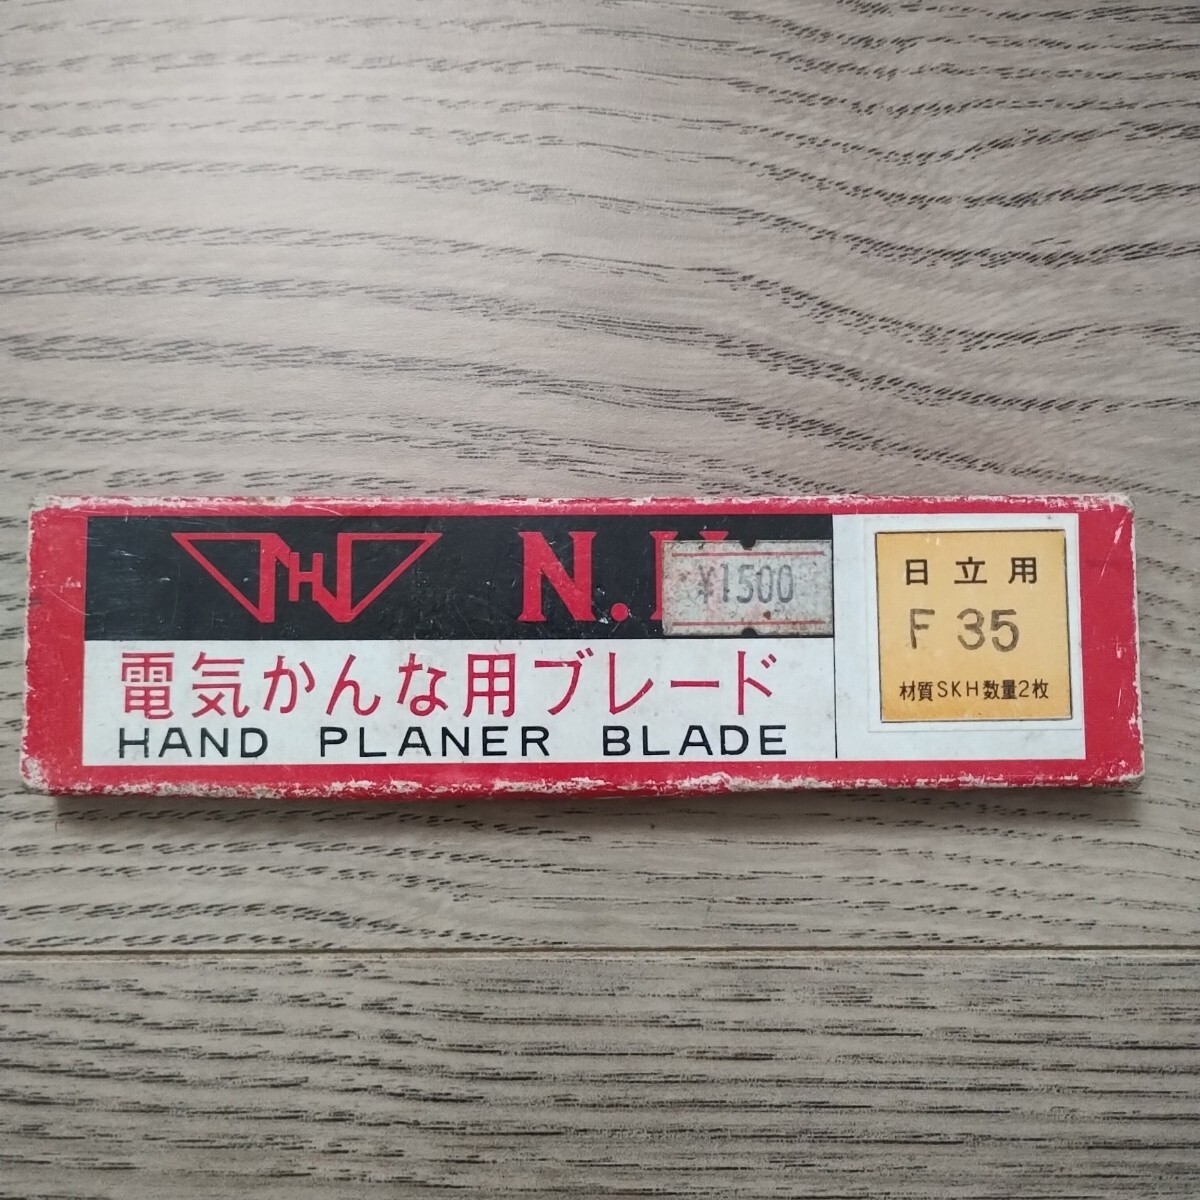 N.
¥1500
電気かんな用ブレード
HAND PLANER BLADE
日立用
F 35
材質SKH数量2枚